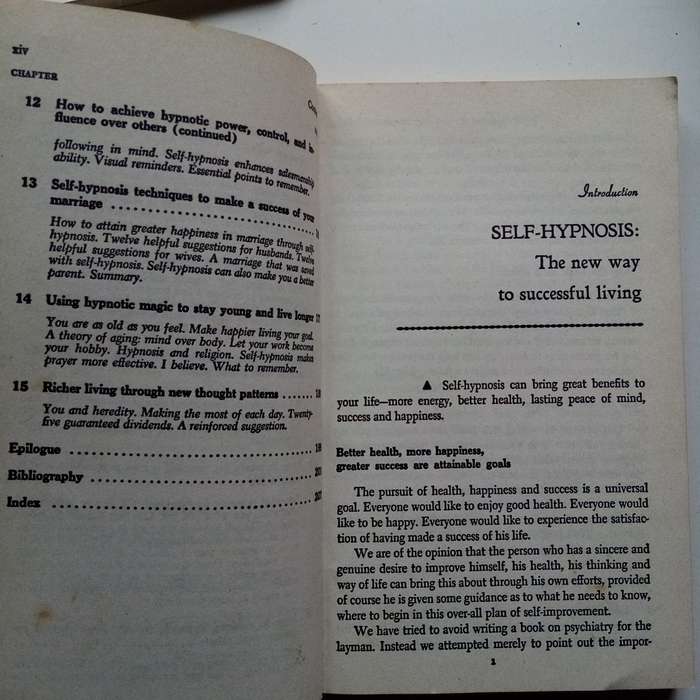 xiv
CHAPTER
12 How to achieve hypnotic power, control, and in-
fluence over others (continued)
following in mind. Self-hypnosis enhances salesmanship
ability. Visual reminders. Essential points to remember.
13 Self-hypnosis techniques to make a success of your
marriage
How to attain greater happiness in marriage through self-
hypnosis. Twelve helpful suggestions for husbands. Twelve
helpful suggestions for wives. A marriage that was saved
with self-hypnosis. Self-hypnosis can also make you a better
parent. Summary.
14 Using hypnotic magic to stay young and live longer
You are as old as you feel. Make happier living your goal.
A theory of aging: mind over body. Let your work become
your hobby. Hypnosis and religion. Self-hypnosis makes
prayer more effective. I believe. What to remember.
15 Richer living through new thought patterns
You and heredity. Making the most of each day. Twenty-
five guaranteed dividends. A reinforced suggestion.
Epilogue
Bibliography
Index
Introduction
SELF-HYPNOSIS:
The new way
to successful living
▲ Self-hypnosis can bring great benefits to
your life—more energy, better health, lasting peace of mind,
success and happiness.
Better health, more happiness,
greater success are attainable goals
The pursuit of health, happiness and success is a universal
goal. Everyone would like to enjoy good health. Everyone would
like to be happy. Everyone would like to experience the satisfac-
tion of having made a success of his life.
We are of the opinion that the person who has a sincere and
genuine desire to improve himself, his health, his thinking and
way of life can bring this about through his own efforts, provided
of course he is given some guidance as to what he needs to know,
where to begin in this over-all plan of self-improvement.
We have tried to avoid writing a book on psychiatry for the
layman. Instead we attempted merely to point out the impor-
1